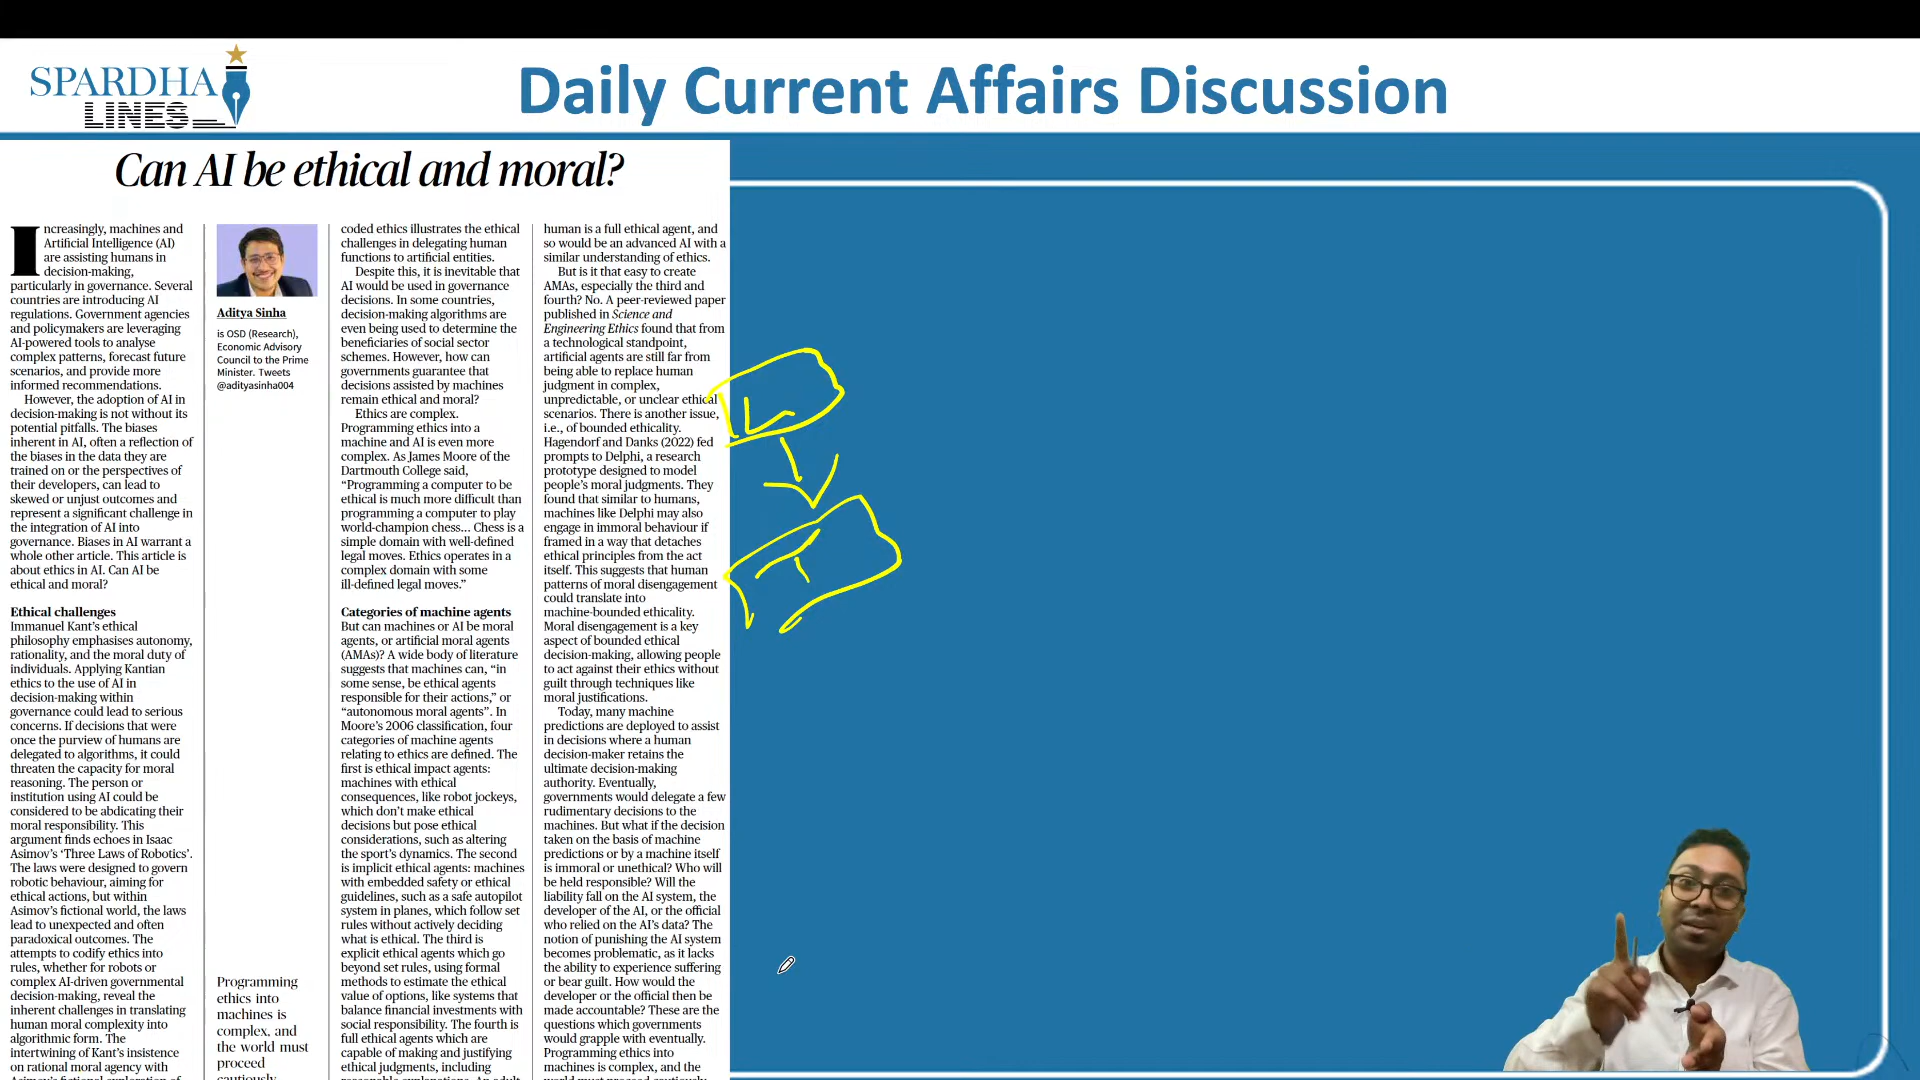 SPARDHA
LINES
Daily Current Affairs Discussion
Can AI be ethical and moral?
Increasingly, machines and
Artificial Intelligence (AI)
are assisting humans in
decision-making,
particularly in governance. Several
countries are introducing AI
regulations. Government agencies
and policymakers are leveraging
AI-powered tools to analyse
complex patterns, forecast future
scenarios, and provide more
informed recommendations.
However, the adoption of AI in
decision-making is not without its
potential pitfalls. The biases
inherent in AI, often a reflection of
the biases in the data they are
trained on or the perspectives of
their developers, can lead to
skewed or unjust outcomes and
represent a significant challenge in
the integration of AI into
governance. Biases in AI warrant a
whole other article. This article is
about ethics in AI. Can AI be
ethical and moral?
Ethical challenges
Immanuel Kant's ethical
philosophy emphasises autonomy,
rationality, and the moral duty of
individuals. Applying Kantian
ethics to the use of AI in
decision-making within
governance could lead to serious
concerns. If decisions that were
once the purview of humans are
delegated to algorithms, it could
threaten the capacity for moral
reasoning. The person or
institution using AI could be
considered to be abdicating their
moral responsibility. This
argument finds echoes in Isaac
Asimov's ‘Three Laws of Robotics’.
The laws were designed to govern
robotic behaviour, aiming for
ethical actions, but within
Asimov's fictional world, the laws
lead to unexpected and often
paradoxical outcomes. The
attempts to codify ethics into
rules, whether for robots or
complex AI-driven governmental
decision-making, reveal the
inherent challenges in translating
human moral complexity into
algorithmic form. The
intertwining of Kant's insistence
on rational moral agency with
Asimov's fictional exploration of
Aditya Sinha
is OSD (Research),
Economic Advisory
Council to the Prime
Minister. Tweets
@adityasinha004
Programming
ethics into
machines is
complex, and
the world must
proceed
cautiously
coded ethics illustrates the ethical
challenges in delegating human
functions to artificial entities.
Despite this, it is inevitable that
AI would be used in governance
decisions. In some countries,
decision-making algorithms are
even being used to determine the
beneficiaries of social sector
schemes. However, how can
governments guarantee that
decisions assisted by machines
remain ethical and moral?
Ethics are complex.
Programming ethics into a
machine and AI is even more
complex. As James Moore of the
Dartmouth College said,
“Programming a computer to be
ethical is much more difficult than
programming a computer to play
world-champion chess... Chess is a
simple domain with well-defined
legal moves. Ethics operates in a
complex domain with some
ill-defined legal moves.”
Categories of machine agents
But can machines or AI be moral
agents, or artificial moral agents
(AMAs)? A wide body of literature
suggests that machines can, “in
some sense, be ethical agents
responsible for their actions,” or
“autonomous moral agents”. In
Moore's 2006 classification, four
categories of machine agents
relating to ethics are defined. The
first is ethical impact agents:
machines with ethical
consequences, like robot jockeys,
which don't make ethical
decisions but pose ethical
considerations, such as altering
the sport's dynamics. The second
is implicit ethical agents: machines
with embedded safety or ethical
guidelines, such as a safe autopilot
system in planes, which follow set
rules without actively deciding
what is ethical. The third is
explicit ethical agents which go
beyond set rules, using formal
methods to estimate the ethical
value of options, like systems that
balance financial investments with
social responsibility. The fourth is
full ethical agents which are
capable of making and justifying
ethical judgments, including
reasonable explanations. An adult
human is a full ethical agent, and
so would be an advanced AI with a
similar understanding of ethics.
But is it that easy to create
AMAs, especially the third and
fourth? No. A peer-reviewed paper
published in Science and
Engineering Ethics found that from
a technological standpoint,
artificial agents are still far from
being able to replace human
judgment in complex,
unpredictable, or unclear ethical
scenarios. There is another issue,
i.e., of bounded ethicality.
Hagendorf and Danks (2022) fed
prompts to Delphi, a research
prototype designed to model
people's moral judgments. They
found that similar to humans,
machines like Delphi may also
engage in immoral behaviour if
framed in a way that detaches
ethical principles from the act
itself. This suggests that human
patterns of moral disengagement
could translate into
machine-bounded ethicality.
Moral disengagement is a key
aspect of bounded ethical
decision-making, allowing people
to act against their ethics without
guilt through techniques like
moral justifications.
Today, many machine
predictions are deployed to assist
in decisions where a human
decision-maker retains the
ultimate decision-making
authority. Eventually,
governments would delegate a few
rudimentary decisions to the
machines. But what if the decision
taken on the basis of machine
predictions or by a machine itself
is immoral or unethical? Who will
be held responsible? Will the
liability fall on the AI system, the
developer of the AI, or the official
who relied on the AI's data? The
notion of punishing the AI system
becomes problematic, as it lacks
the ability to experience suffering
or bear guilt. How would the
developer or the official then be
made accountable? These are the
questions which governments
would grapple with eventually.
Programming ethics into
machines is complex, and the
world must proceed cautiously